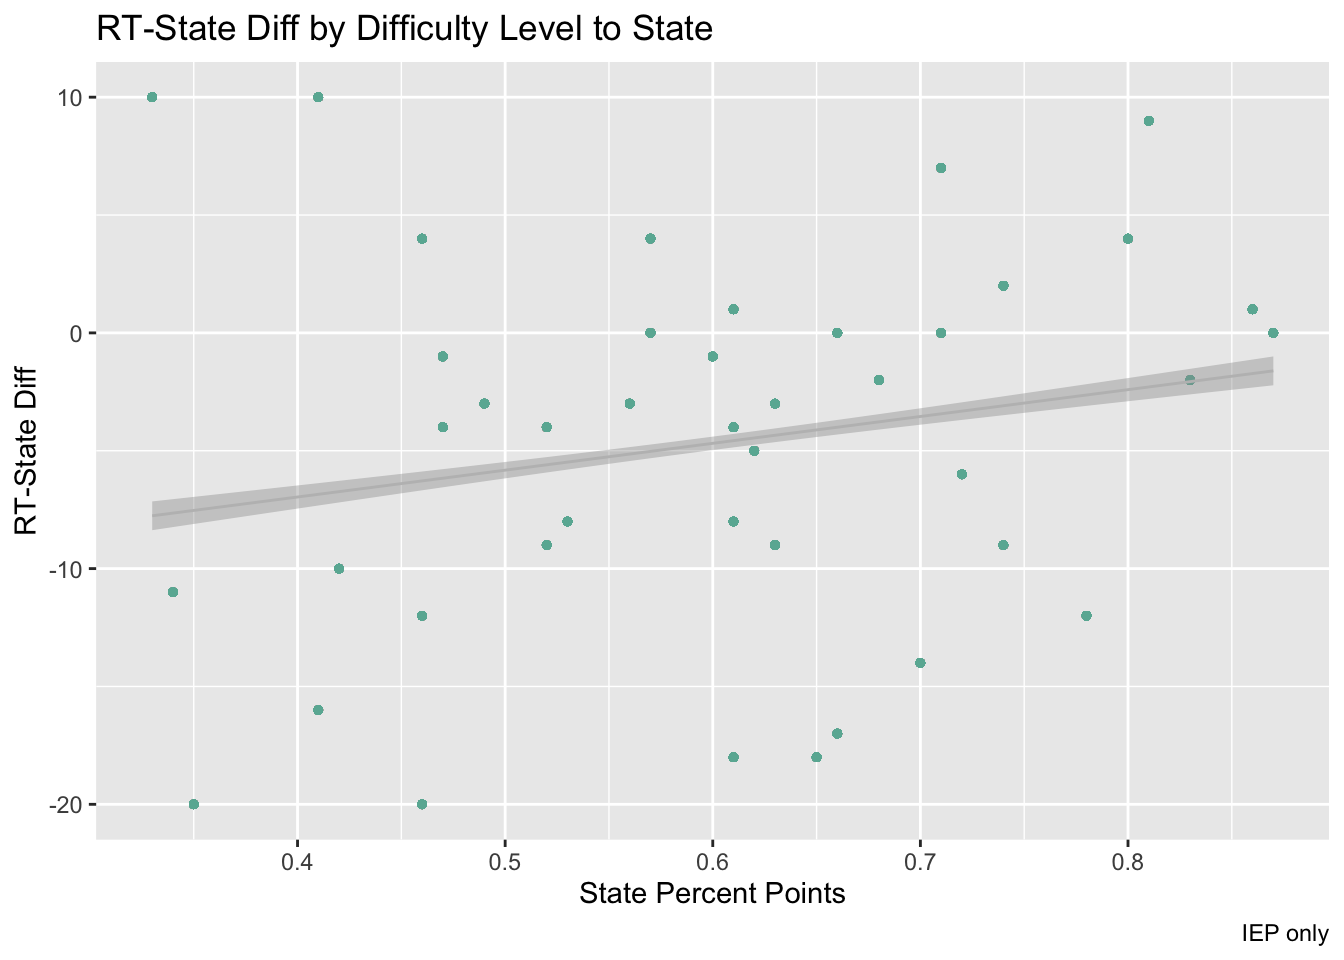 RT-State Diff by Difficulty Level to State
10
0
-10
-20
RT-State Diff
0.4
0.5
0.6
0.7
0.8
State Percent Points
IEP only